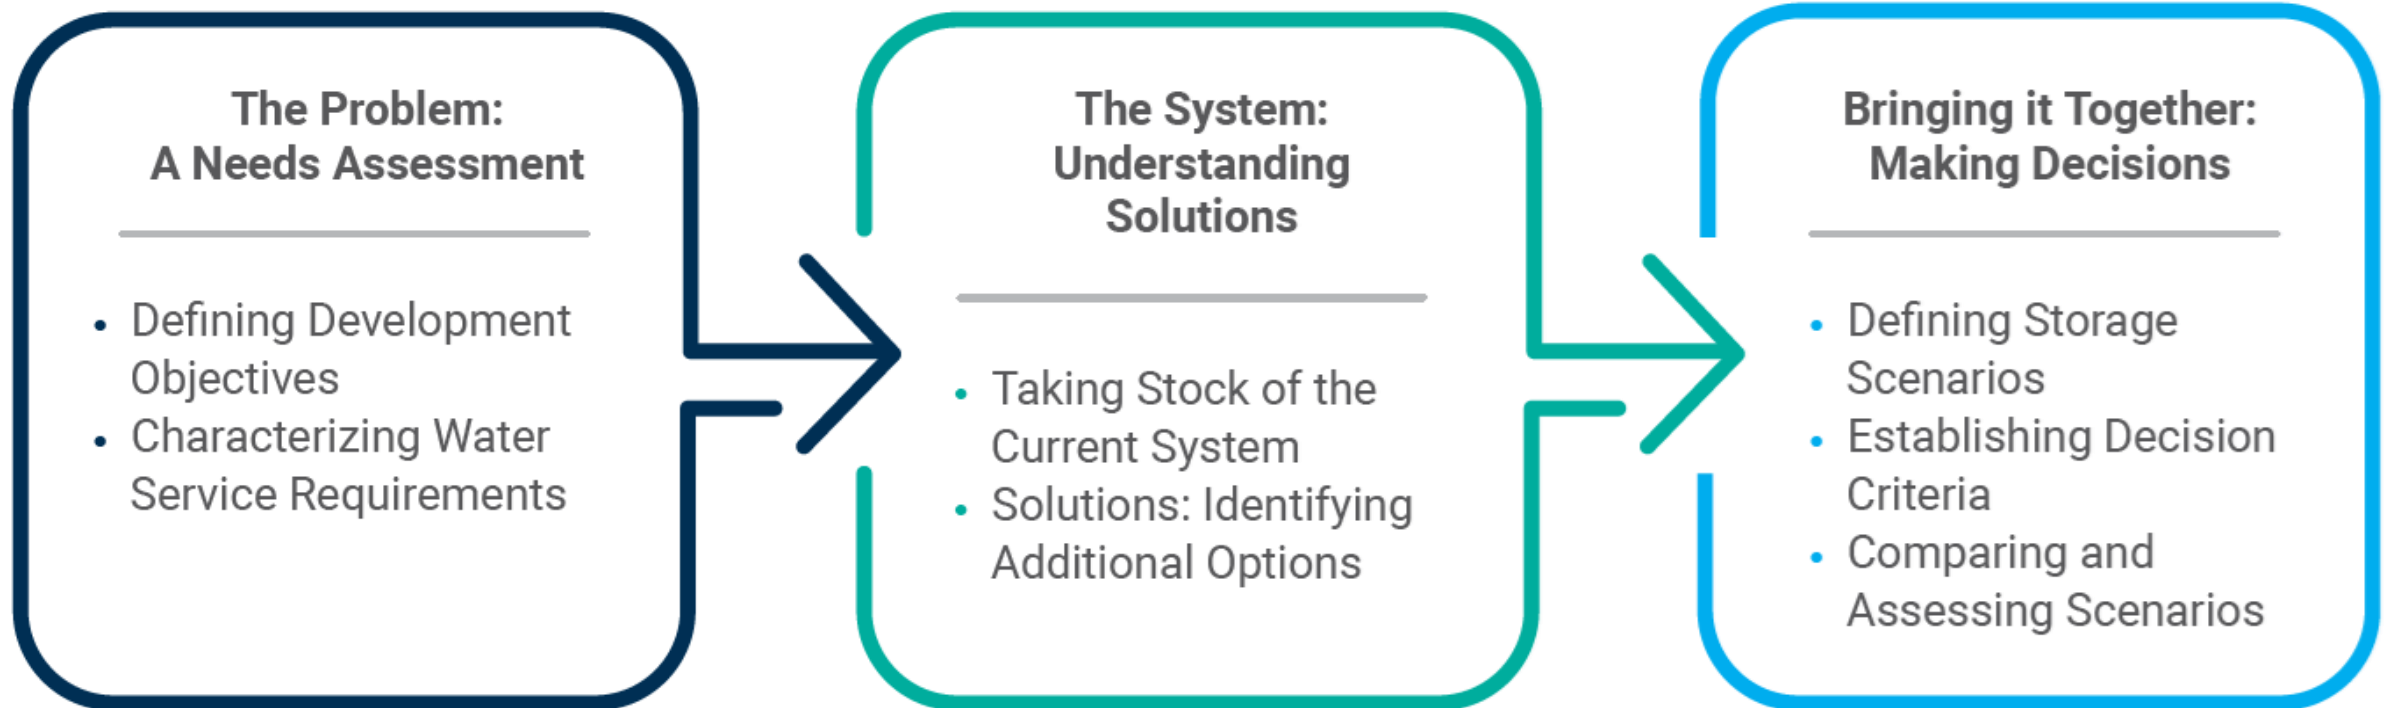 The Problem:
A Needs Assessment
• Defining Development
Objectives
• Characterizing Water
Service Requirements
The System:
Understanding
Solutions
• Taking Stock of the
Current System
• Solutions: Identifying
Additional Options
Bringing it Together:
Making Decisions
• Defining Storage
Scenarios
• Establishing Decision
Criteria
• Comparing and
Assessing Scenarios